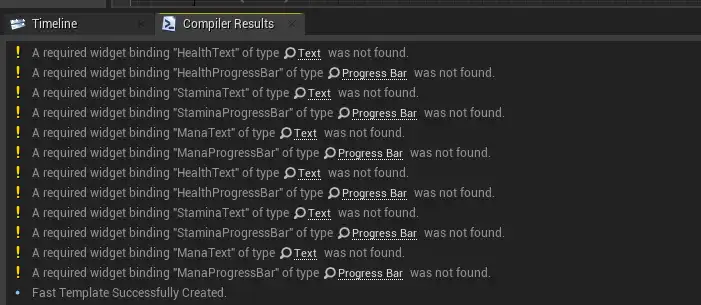 Timeline
Compiler Results
A required widget binding "HealthText" of type Text was not found.
A required widget binding "HealthProgressBar" of type Progress Bar was not found.
A required widget binding "StaminaText" of type Text was not found.
A required widget binding "StaminaProgressBar" of type Progress Bar was not found.
A required widget binding "ManaText" of type Text was not found.
A required widget binding "ManaProgressBar" of type Progress Bar was not found.
A required widget binding "HealthText" of type Text was not found.
A required widget binding "HealthProgressBar" of type Progress Bar was not found.
A required widget binding "StaminaText" of type Text was not found.
A required widget binding "StaminaProgressBar" of type Progress Bar was not found.
A required widget binding "ManaText" of type Text was not found.
A required widget binding "ManaProgressBar" of type Progress Bar was not found.
Fast Template Successfully Created.